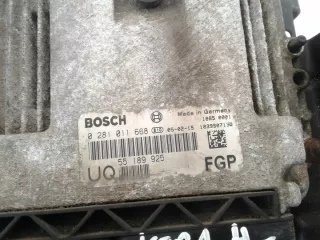 BOSCH Made in Germany
0 281 011 668 05-02-15
55 189 925
UQ FGP